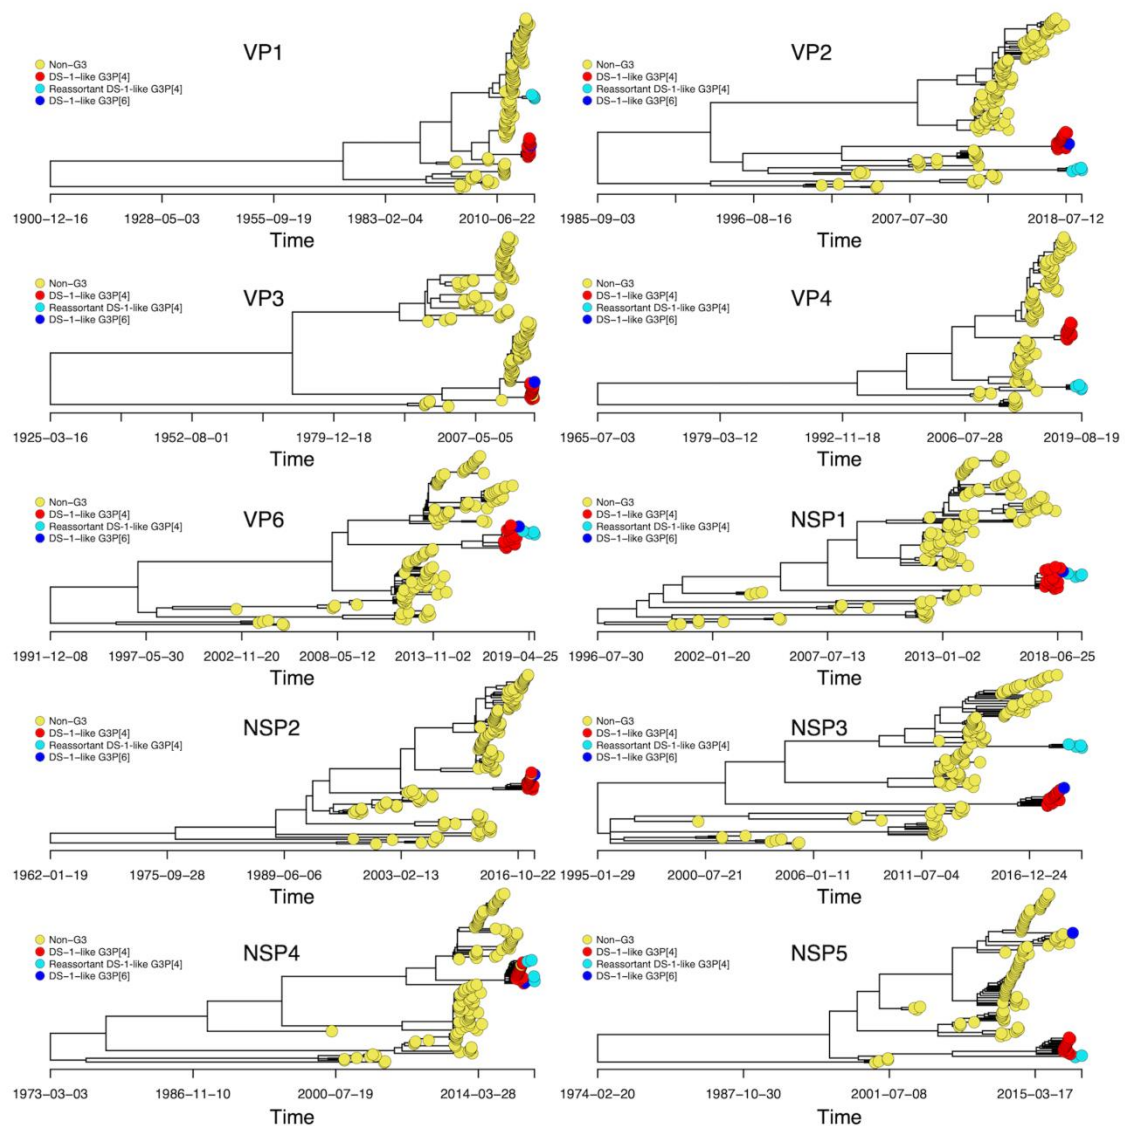 VP1
Non-G3
DS-1-like G3P[4]
Reassortant DS-1-like G3P[4]
DS-1-like G3P[6]
1900-12-16 1928-05-03 1955-09-19 1983-02-04 2010-06-22
Time
VP2
Non-G3
DS-1-like G3P[4]
Reassortant DS-1-like G3P[4]
DS-1-like G3P[6]
1985-09-03 1996-08-16 2007-07-30 2018-07-12
Time
VP3
Non-G3
DS-1-like G3P[4]
Reassortant DS-1-like G3P[4]
DS-1-like G3P[6]
1925-03-16 1952-08-01 1979-12-18 2007-05-05
Time
VP4
Non-G3
DS-1-like G3P[4]
Reassortant DS-1-like G3P[4]
DS-1-like G3P[6]
1965-07-03 1979-03-12 1992-11-18 2006-07-28 2019-08-19
Time
VP6
Non-G3
DS-1-like G3P[4]
Reassortant DS-1-like G3P[4]
DS-1-like G3P[6]
1991-12-08 1997-05-30 2002-11-20 2008-05-12 2013-11-02 2019-04-25
Time
NSP1
Non-G3
DS-1-like G3P[4]
Reassortant DS-1-like G3P[4]
DS-1-like G3P[6]
1996-07-30 2002-01-20 2007-07-13 2013-01-02 2018-06-25
Time
NSP2
Non-G3
DS-1-like G3P[4]
Reassortant DS-1-like G3P[4]
DS-1-like G3P[6]
1962-01-19 1975-09-28 1989-06-06 2003-02-13 2016-10-22
Time
NSP3
Non-G3
DS-1-like G3P[4]
Reassortant DS-1-like G3P[4]
DS-1-like G3P[6]
1995-01-29 2000-07-21 2006-01-11 2011-07-04 2016-12-24
Time
NSP4
Non-G3
DS-1-like G3P[4]
Reassortant DS-1-like G3P[4]
DS-1-like G3P[6]
1973-03-03 1986-11-10 2000-07-19 2014-03-28
Time
NSP5
Non-G3
DS-1-like G3P[4]
Reassortant DS-1-like G3P[4]
DS-1-like G3P[6]
1974-02-20 1987-10-30 2001-07-08 2015-03-17
Time